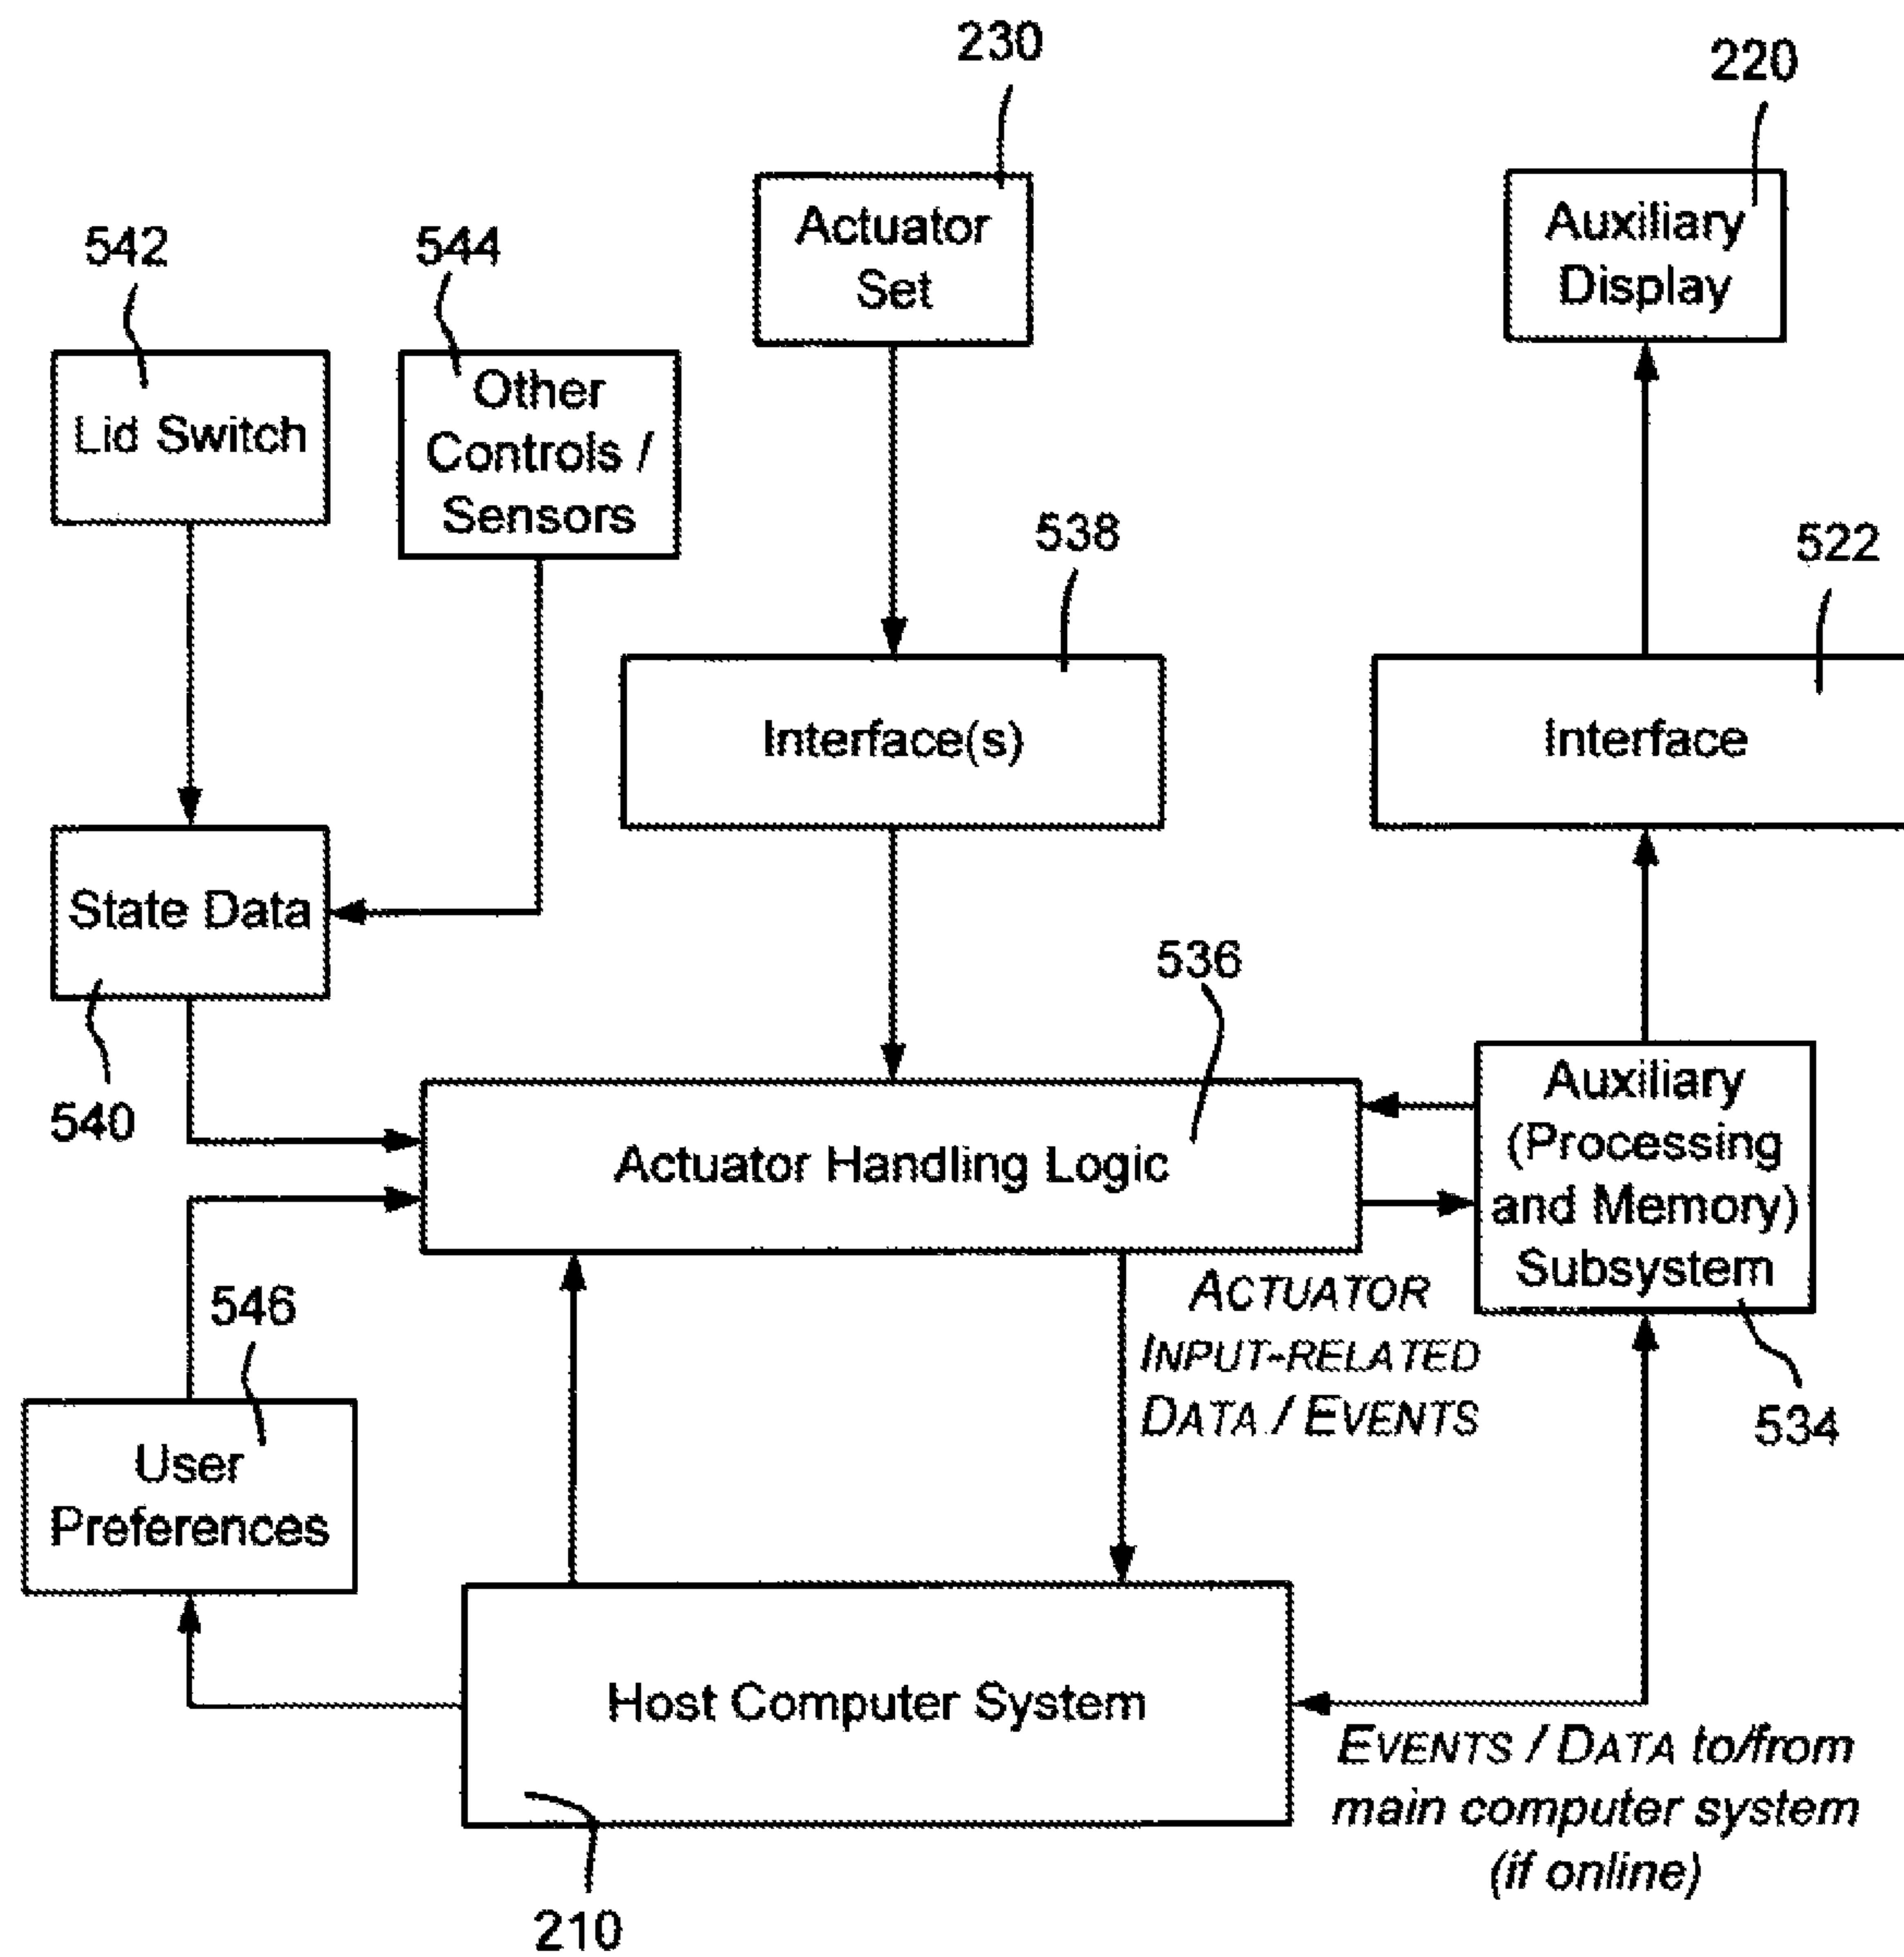 230
220
Actuator
Set
Auxiliary
Display
542
544
Lid Switch
Other
Controls /
Sensors
538
522
Interface(s)
Interface
State Data
536
540
Actuator Handling Logic
Auxiliary
(Processing
and Memory)
Subsystem
534
546
User
Preferences
ACTUATOR
INPUT-RELATED
DATA / EVENTS
Host Computer System
210
EVENTS / DATA to/from
main computer system
(if online)